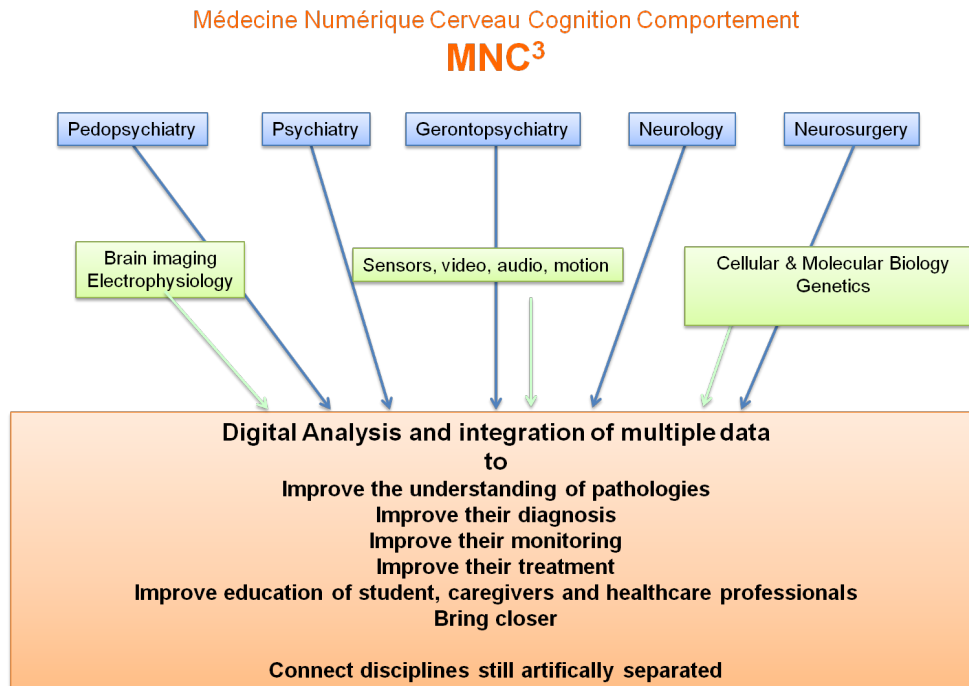 Médecine Numérique Cerveau Cognition Comportement
MNC³
Pedopsychiatry
Psychiatry
Gerontopsychiatry
Neurology
Neurosurgery
Brain imaging
Electrophysiology
Sensors, video, audio, motion
Cellular & Molecular Biology
Genetics
Digital Analysis and integration of multiple data
to
Improve the understanding of pathologies
Improve their diagnosis
Improve their monitoring
Improve their treatment
Improve education of student, caregivers and healthcare professionals
Bring closer
Connect disciplines still artifically separated